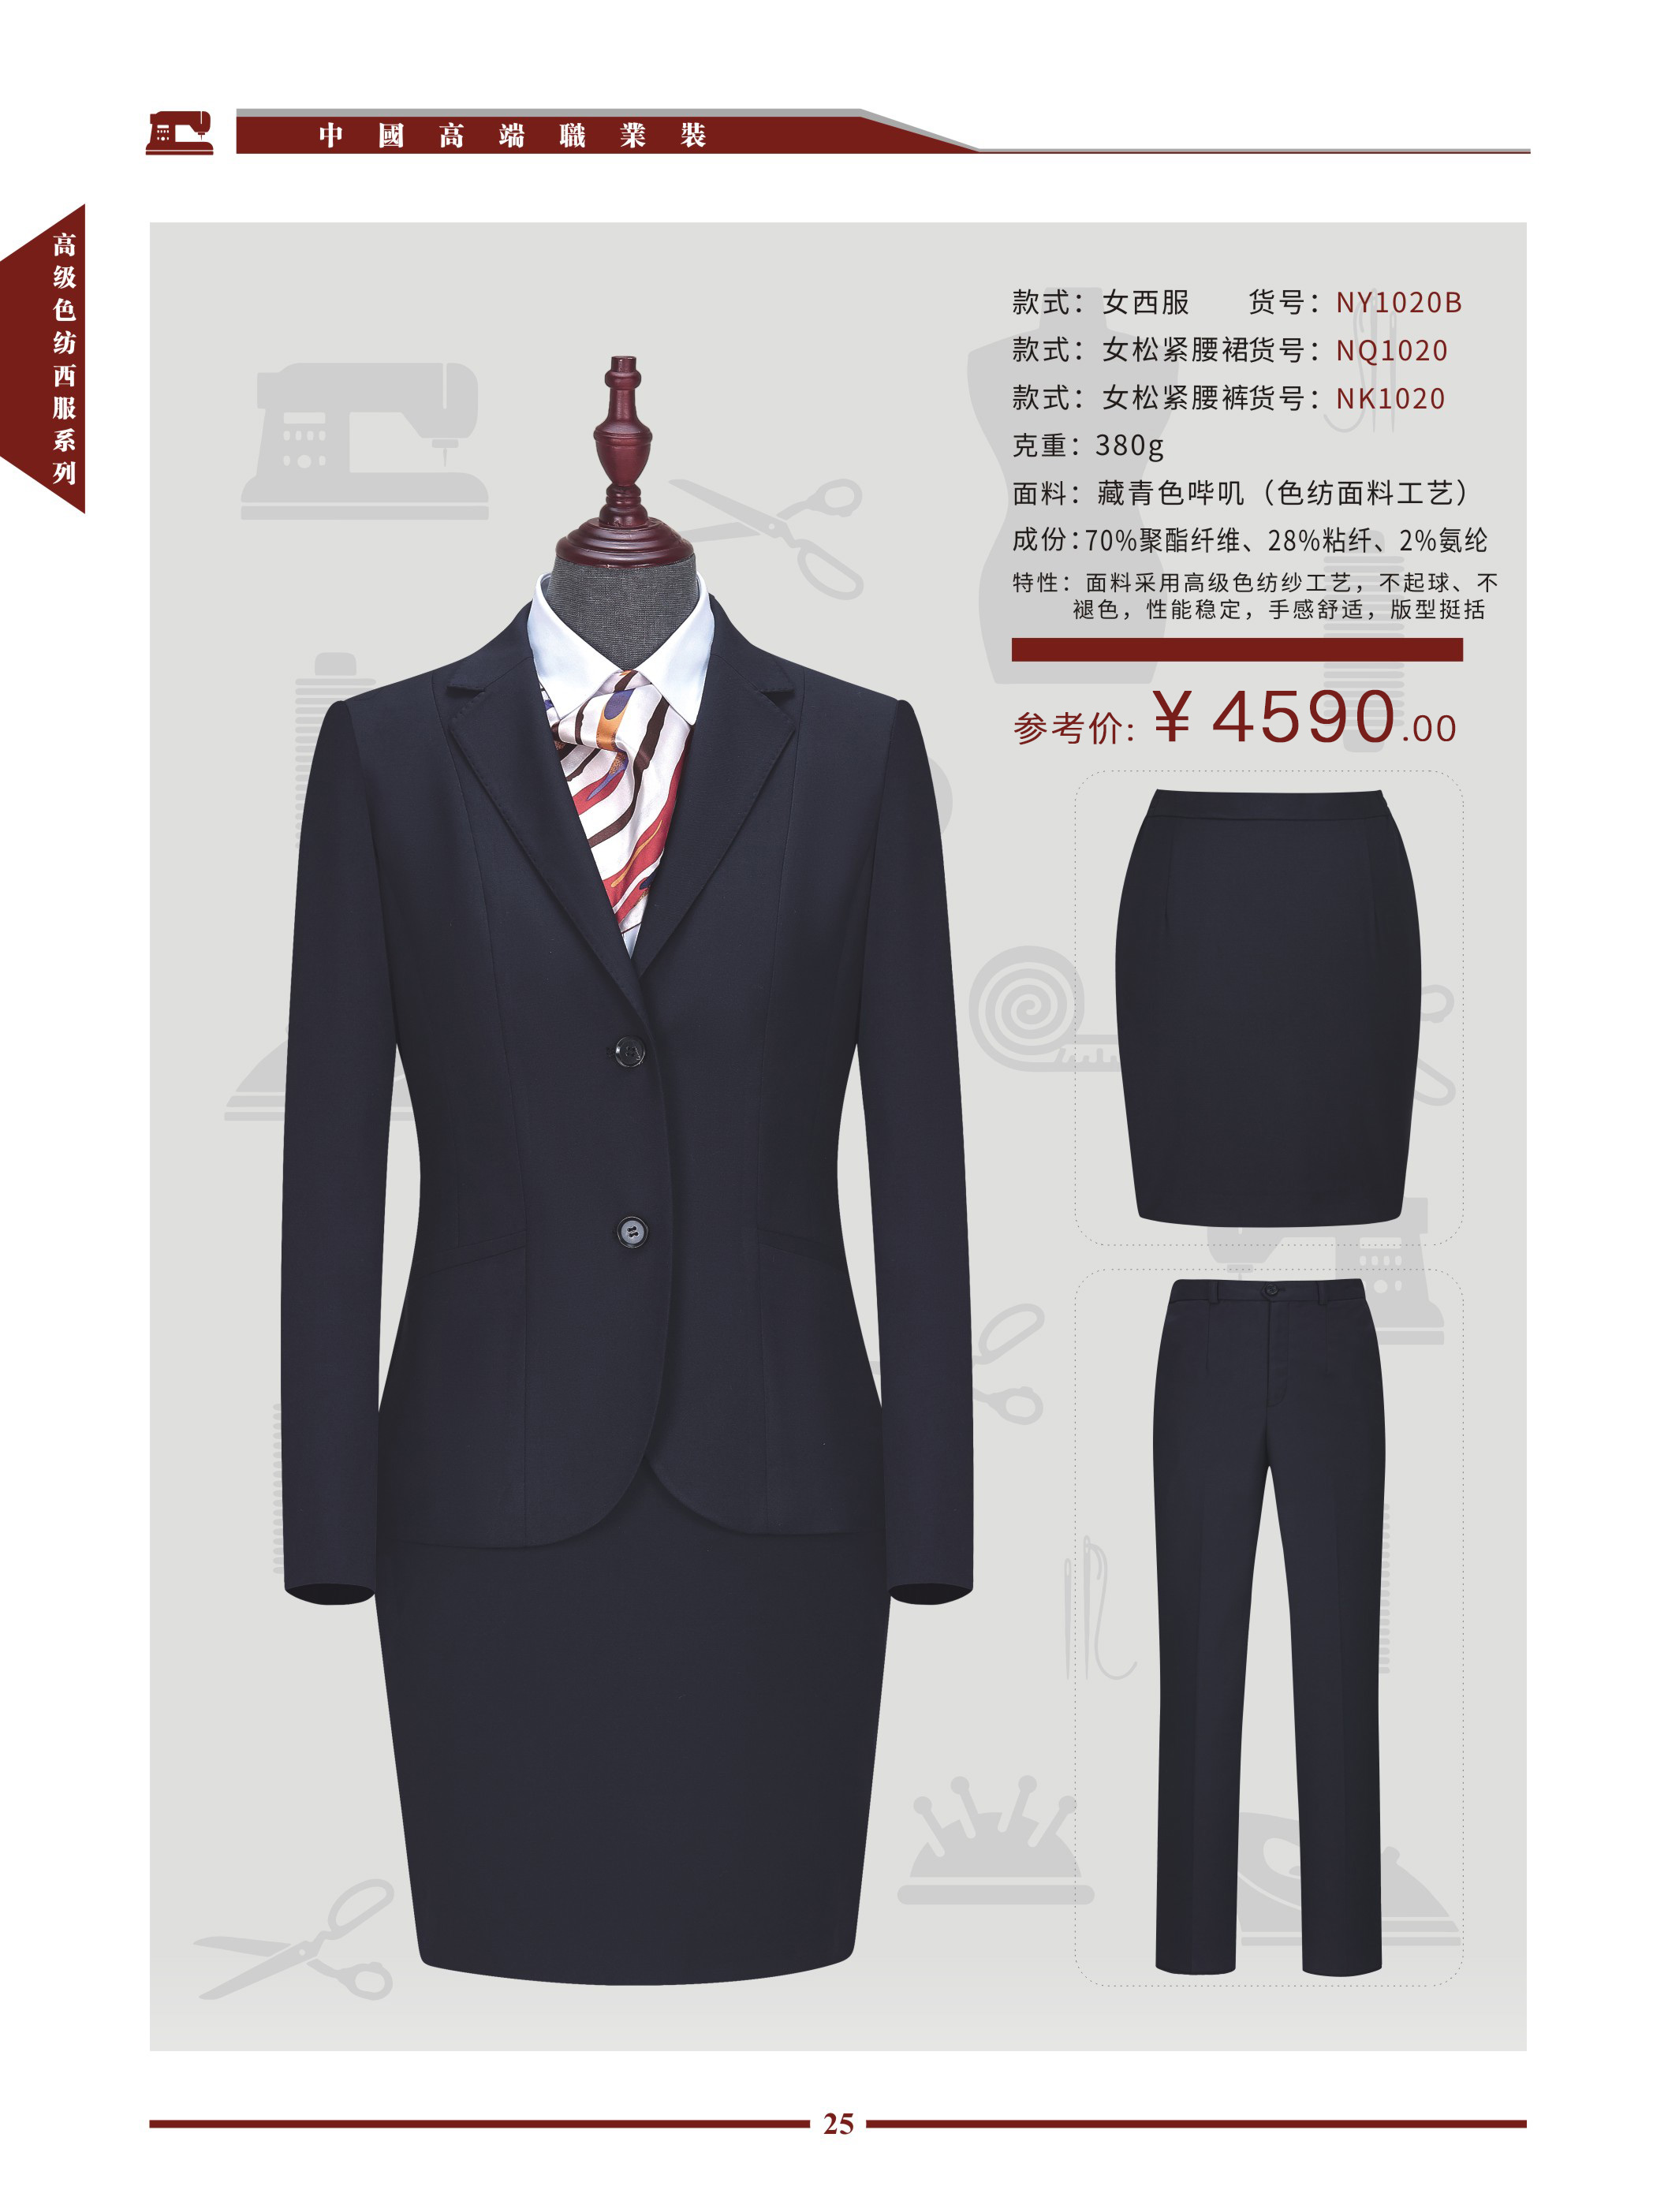 中國高端職業裝
高级色纺西服系列
款式：女西服 货号：NY1020B
款式：女松紧腰裙货号：NQ1020
款式：女松紧腰裤货号：NK1020
克重：380g
面料：藏青色哔叽（色纺面料工艺）
成份:70%聚酯纤维、28%粘纤、2%氨纶
特性：面料采用高级色纺纱工艺，不起球、不
褪色，性能稳定，手感舒适，版型挺括
参考价: ¥ 4590.00
25